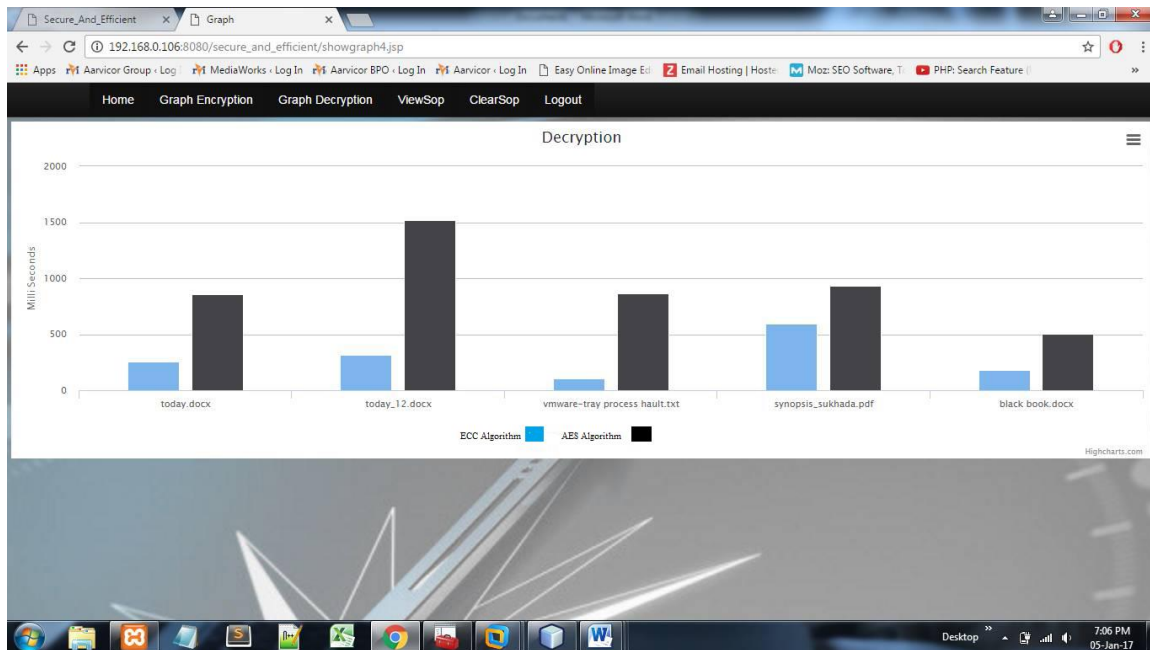 Secure_And_Efficient
Graph
192.168.0.106:8080/secure_and_efficient/showgraph4.jsp
Apps
Aarvicor Group ‹ Log
MediaWorks ‹ Log In
Aarvicor BPO ‹ Log In
Aarvicor ‹ Log In
Easy Online Image Ed
Email Hosting | Hoste
Moz: SEO Software, T
PHP: Search Feature (
»
Home
Graph Encryption
Graph Decryption
ViewSop
ClearSop
Logout
Decryption
Milli Seconds
2000
1500
1000
500
0
today.docx
today_12.docx
vmware-tray process hault.txt
synopsis_sukhada.pdf
black book.docx
ECC Algorithm
AES Algorithm
Highcharts.com
Desktop
»
7:06 PM
05-Jan-17